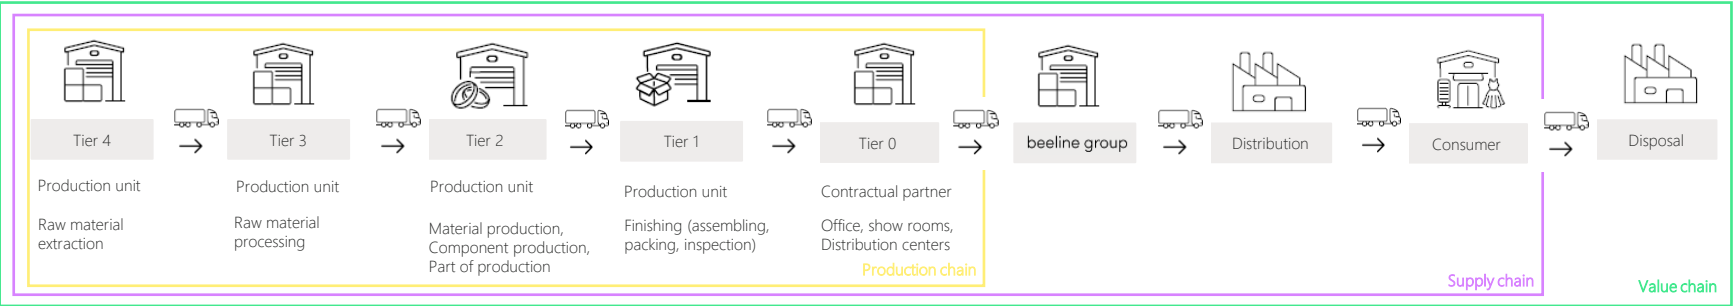 Tier 4
Tier 3
Tier 2
Tier 1
Tier 0
beeline group
Distribution
Consumer
Disposal
Production unit
Raw material
extraction
Production unit
Raw material
processing
Production unit
Material production,
Component production,
Part of production
Production unit
Finishing (assembling,
packing, inspection)
Contractual partner
Office, show rooms,
Distribution centers
Production chain
Supply chain
Value chain